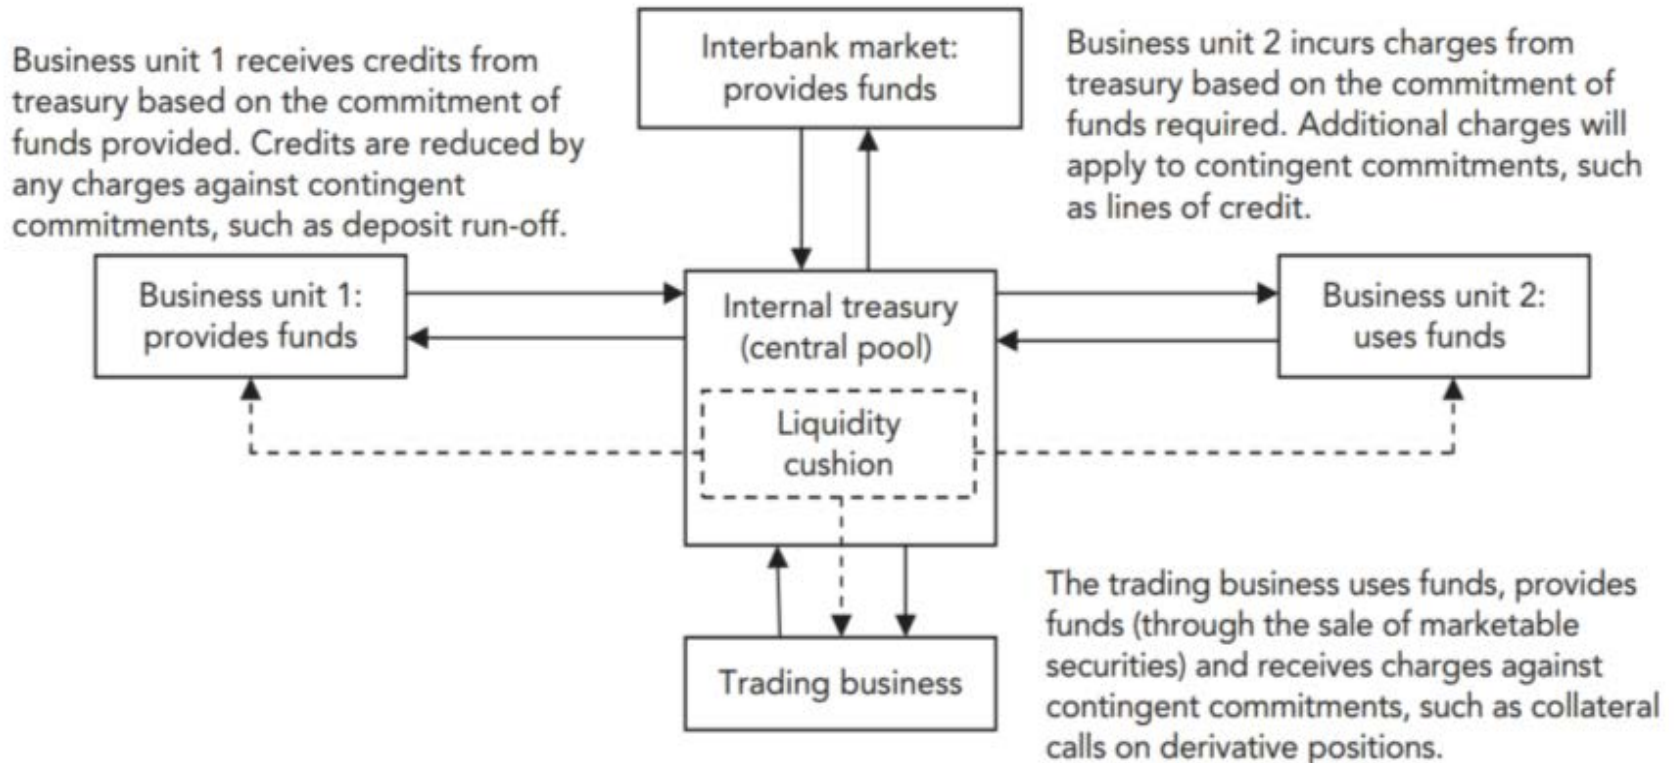 Business unit 1 receives credits from
treasury based on the commitment of
funds provided. Credits are reduced by
any charges against contingent
commitments, such as deposit run-off.
Interbank market:
provides funds
Business unit 2 incurs charges from
treasury based on the commitment of
funds required. Additional charges will
apply to contingent commitments, such
as lines of credit.
Business unit 1:
provides funds
Internal treasury
(central pool)
Liquidity
cushion
Business unit 2:
uses funds
Trading business
The trading business uses funds, provides
funds (through the sale of marketable
securities) and receives charges against
contingent commitments, such as collateral
calls on derivative positions.